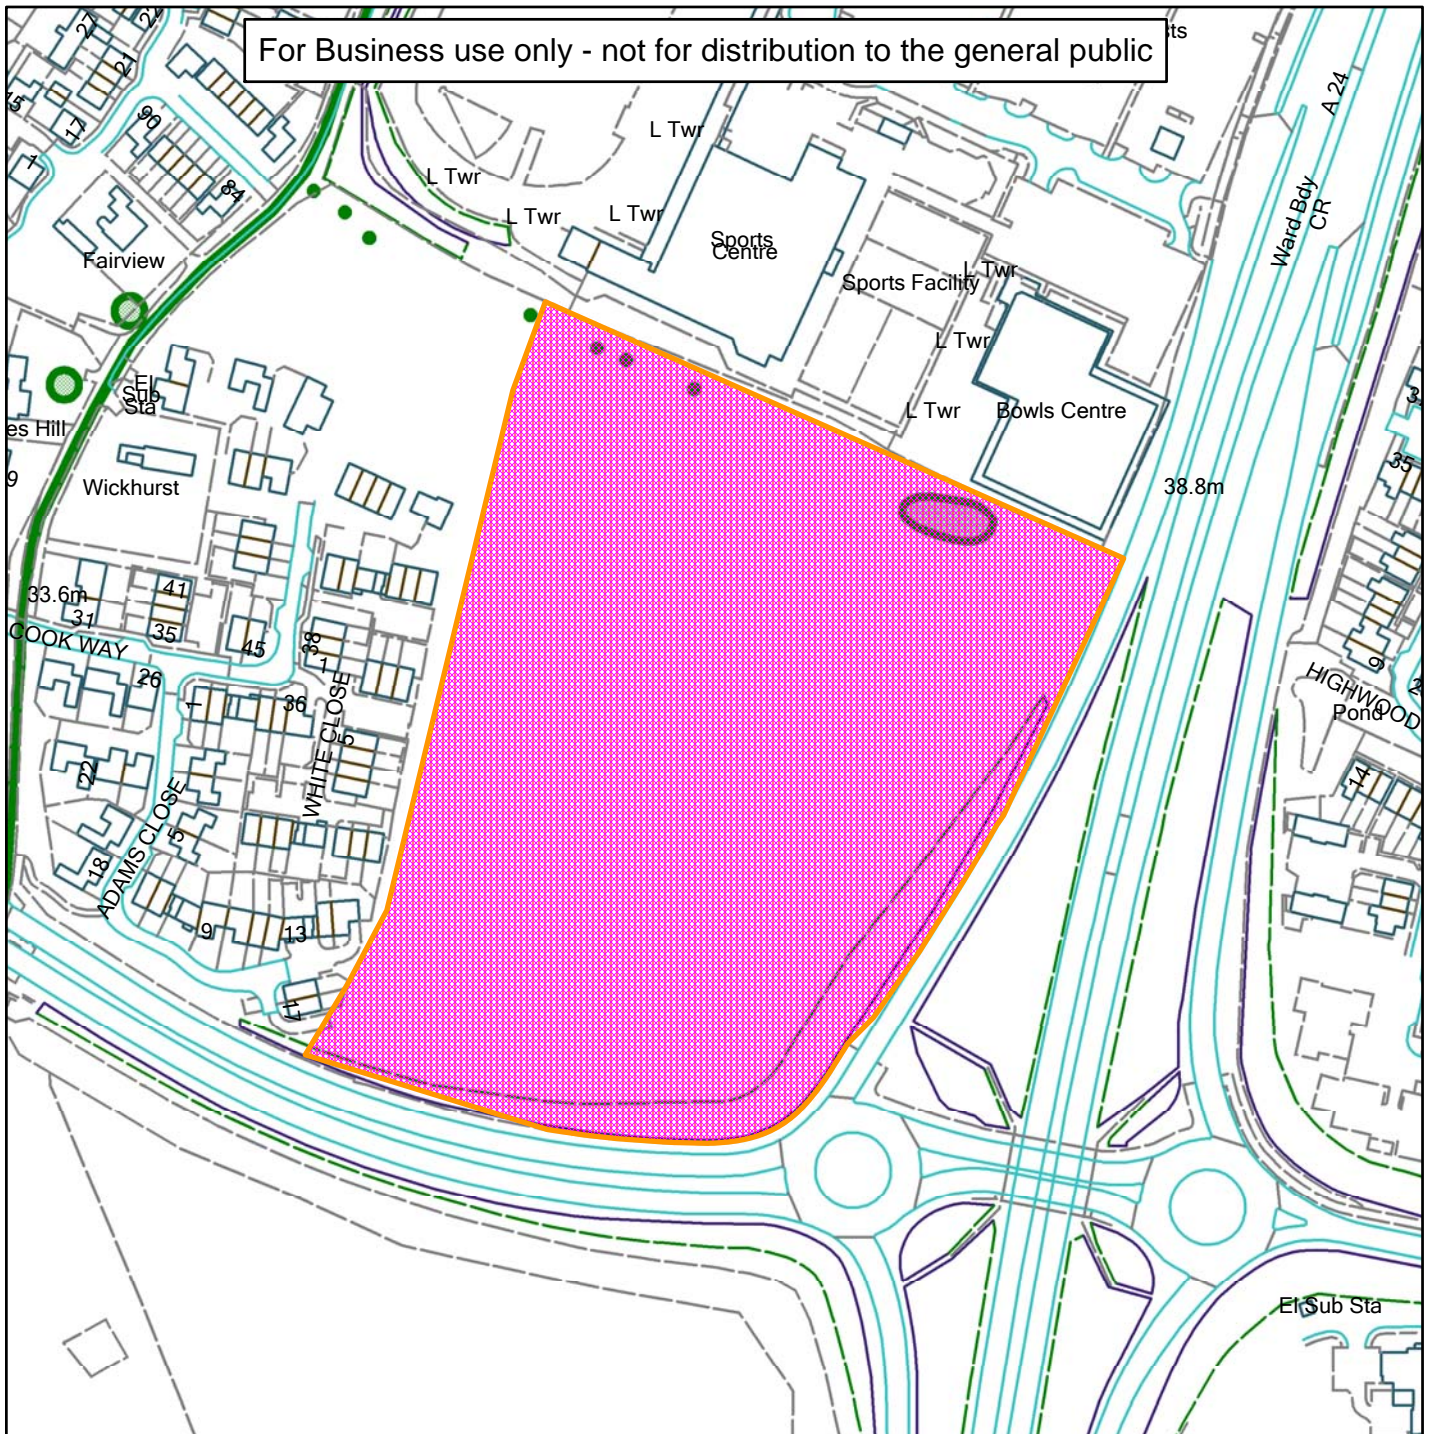 For Business use only - not for distribution to the general public
sts
27
22
21
15
17
90
1
84
A 24
L Twr
L Twr
L Twr
L Twr
Ward Bdy
CR
Sports
Centre
Fairview
Sports Facility
L Twr
L Twr
El
Sub
Sta
L Twr
Bowls Centre
es Hill
9
Wickhurst
35
38.8m
33.6m
41
31
35
COOK WAY
45
38
26
1
36
1
WHITE CLOSE
5
9
HIGHWOOD
Pond
22
14
ADAMS CLOSE
5
18
9
13
17
El Sub Sta